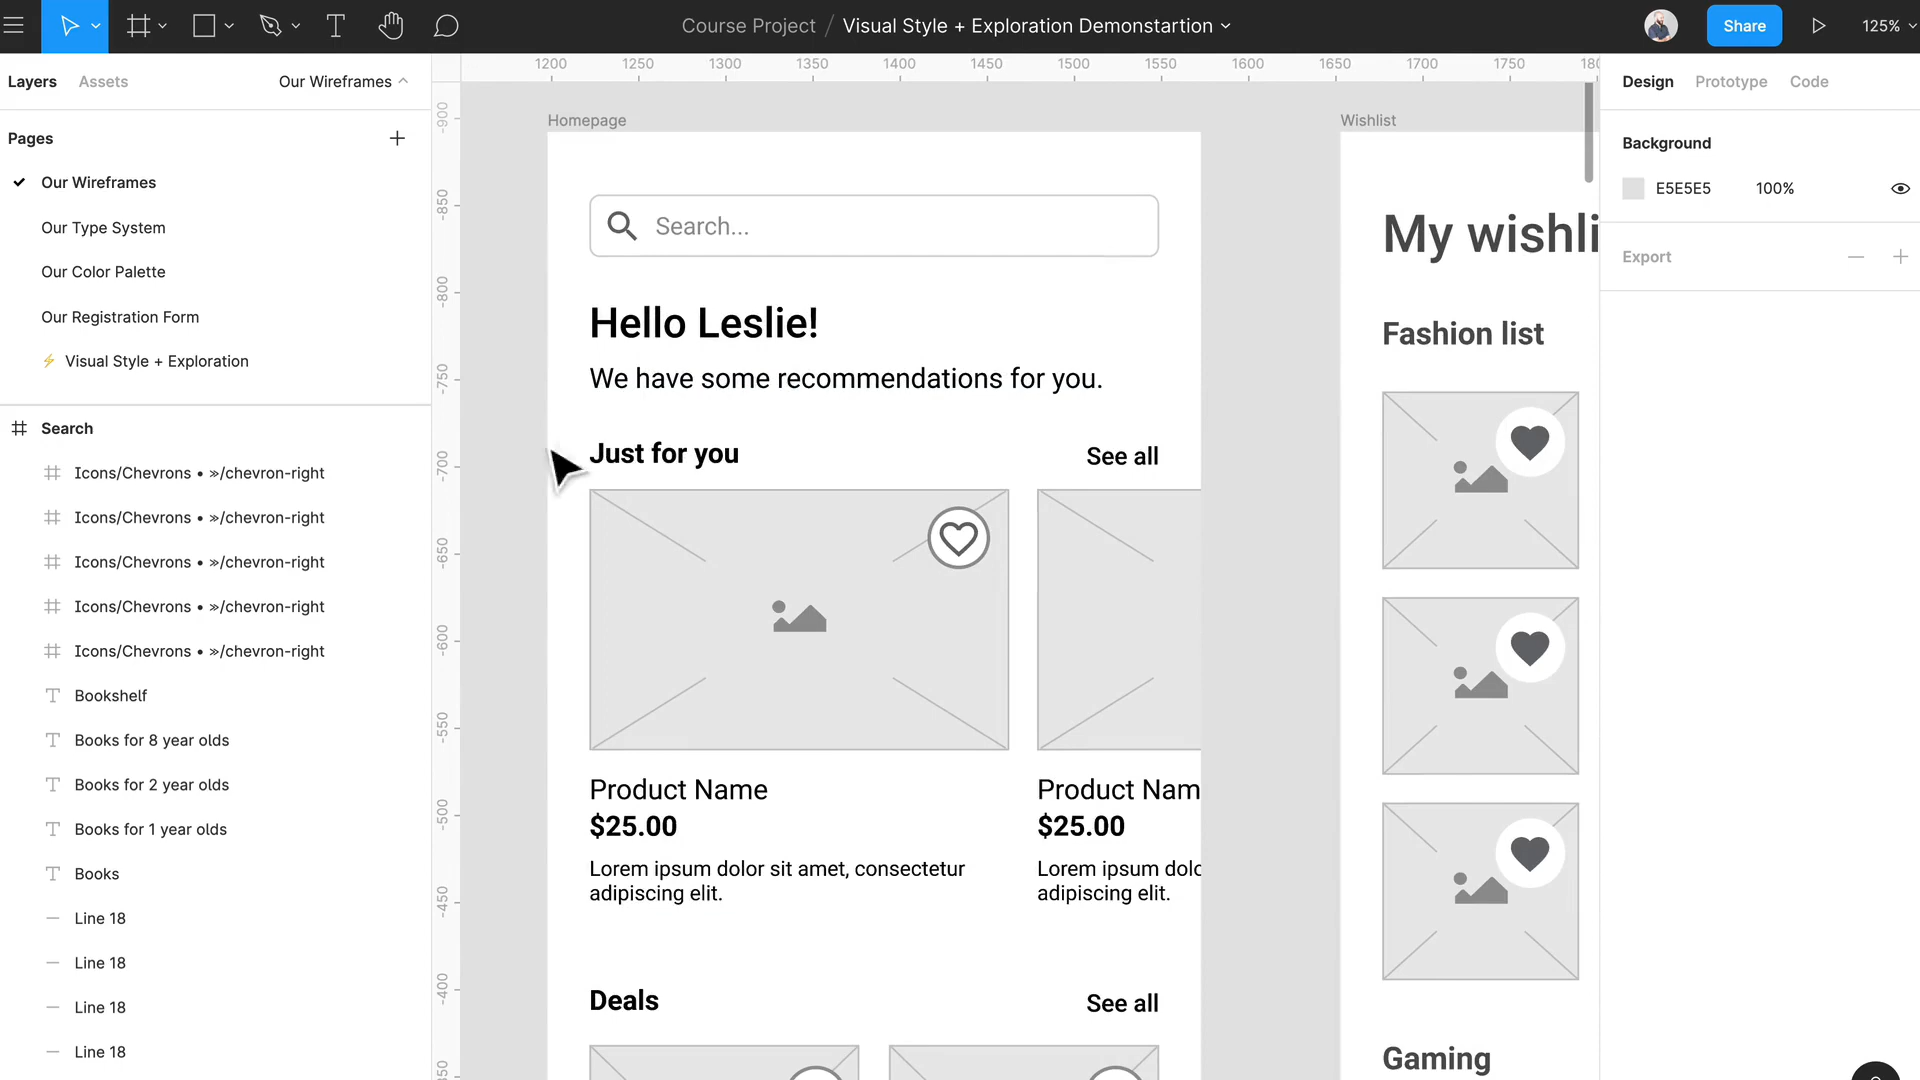 Course Project / Visual Style + Exploration Demonstartion
Share
125%
Layers
Assets
Our Wireframes
Pages
Our Wireframes
Our Type System
Our Color Palette
Our Registration Form
⚡ Visual Style + Exploration
Search
Icons/Chevrons • »/chevron-right
Icons/Chevrons • »/chevron-right
Icons/Chevrons • »/chevron-right
Icons/Chevrons • »/chevron-right
Icons/Chevrons • »/chevron-right
Bookshelf
Books for 8 year olds
Books for 2 year olds
Books for 1 year olds
Books
Line 18
Line 18
Line 18
Line 18
1200 1250 1300 1350 1400 1450 1500 1550 1600 1650 1700 1750
-900
-850
-800
-750
-700
-650
-600
-550
-500
-450
-400
Homepage
Search...
Hello Leslie!
We have some recommendations for you.
Just for you
See all
Product Name
$25.00
Lorem ipsum dolor sit amet, consectetur
adipiscing elit.
Product Nam
$25.00
Lorem ipsum dolo
adipiscing elit.
Deals
See all
Wishlist
My wishli
Fashion list
Gaming
Design
Prototype
Code
Background
E5E5E5
100%
Export